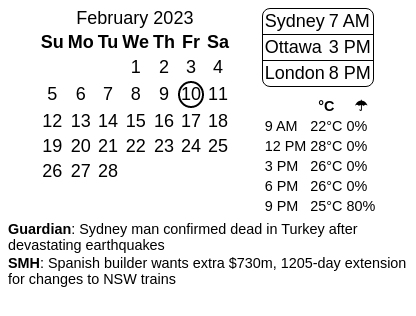 February 2023
Su Mo Tu We Th Fr Sa
1 2 3 4
5 6 7 8 9 10 11
12 13 14 15 16 17 18
19 20 21 22 23 24 25
26 27 28
Sydney 7 AM
Ottawa 3 PM
London 8 PM
°C ☂
9 AM 22°C 0%
12 PM 28°C 0%
3 PM 26°C 0%
6 PM 26°C 0%
9 PM 25°C 80%
Guardian: Sydney man confirmed dead in Turkey after
devastating earthquakes
SMH: Spanish builder wants extra $730m, 1205-day extension
for changes to NSW trains